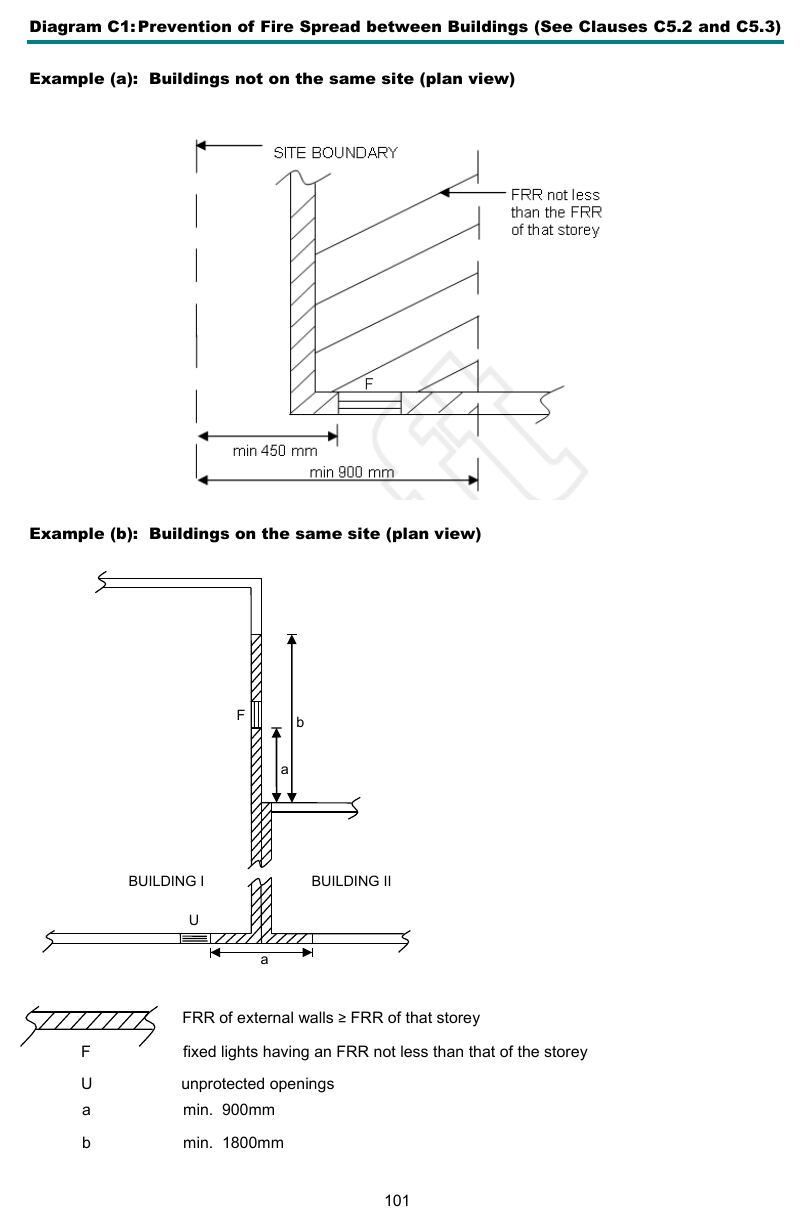 Diagram C1:Prevention of Fire Spread between Buildings (See Clauses C5.2 and C5.3)
Example (a):  Buildings not on the same site (plan view)
SITE BOUNDARY
FRR not less
than the FRR
of that storey
F
min 450 mm
min 900 mm
Example (b):  Buildings on the same site (plan view)
F
b
a
BUILDING I
BUILDING II
U
a
FRR of external walls ≥ FRR of that storey
F fixed lights having an FRR not less than that of the storey
U unprotected openings
a min.  900mm
b min.  1800mm
101